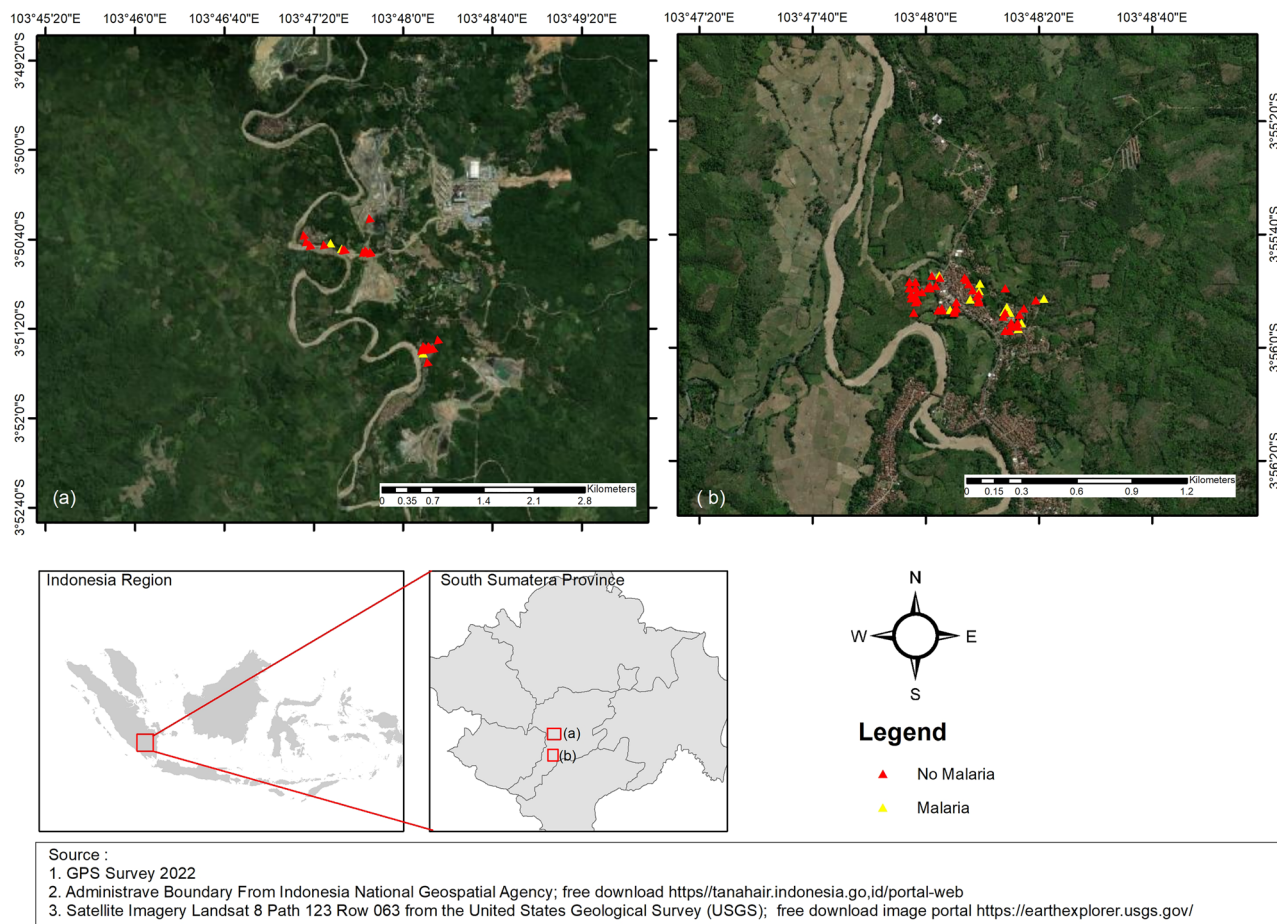 103°45'20"E 103°46'0"E 103°46'40"E 103°47'20"E 103°48'0"E 103°48'40"E 103°49'20"E
103°47'20"E 103°47'40"E 103°48'0"E 103°48'20"E 103°48'40"E
3°49'20"S
3°50'0"S
3°50'40"S
3°51'20"S
3°52'0"S
3°52'40"S
3°55'20"S
3°55'40"S
3°56'0"S
3°56'20"S
(a)
Kilometers
0 0.35 0.7 1.4 2.1 2.8
( b)
Kilometers
0 0.15 0.3 0.6 0.9 1.2
Indonesia Region
South Sumatera Province
(a)
(b)
N
W E
S
Legend
No Malaria
Malaria
Source :
1. GPS Survey 2022
2. Administrave Boundary From Indonesia National Geospatial Agency; free download https//tanahair.indonesia.go,id/portal-web
3. Satellite Imagery Landsat 8 Path 123 Row 063 from the United States Geological Survey (USGS); free download image portal https://earthexplorer.usgs.gov/